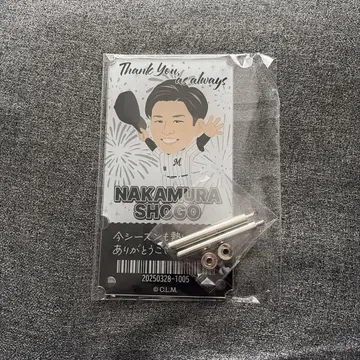 Thank You,
as always
M
NAKAMURA
SHOGO
今シーズンも熱
ありがとうご
20250328-1005
© C.L.M.